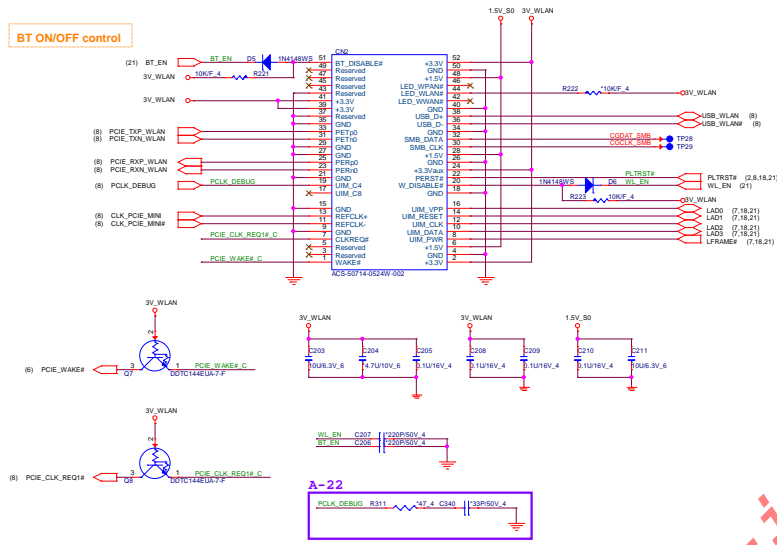 BT ON/OFF control
1.5V_S0 3V_WLAN
CN2
(21) BT_EN BT_EN D5 1N4148WS 51 BT_DISABLE# +3.3V 52
49 Reserved GND 50
3V_WLAN 10K/F_4 R221 47 Reserved +1.5V 48
45 Reserved LED_WPAN# 46
43 Reserved LED_WLAN# 44 R222 *10K/F_4 3V_WLAN
3V_WLAN 41 +3.3V LED_WWAN# 42
39 +3.3V GND 40
37 Reserved USB_D+ 38 USB_WLAN (8)
35 GND USB_D- 36 USB_WLAN# (8)
(8) PCIE_TXP_WLAN 33 PETp0 GND 34
(8) PCIE_TXN_WLAN 31 PETn0 SMB_DATA 32 CGDAT_SMB TP28
29 GND SMB_CLK 30 CGCLK_SMB TP29
27 GND +1.5V 28
(8) PCIE_RXP_WLAN 25 PERp0 GND 26
(8) PCIE_RXN_WLAN 23 PERn0 +3.3Vaux 24
21 GND PERST# 22 PLTRST# PLTRST# (2,8,18,21)
(8) PCLK_DEBUG PCLK_DEBUG 19 UIM_C4 W_DISABLE# 20 1N4148WS D6 WL_EN WL_EN (21)
17 UIM_C8 GND 18
R223 10K/F_4 3V_WLAN
15 GND UIM_VPP 16 LAD0 (7,18,21)
(8) CLK_PCIE_MINI 13 REFCLK+ UIM_RESET 14 LAD1 (7,18,21)
(8) CLK_PCIE_MINI# 11 REFCLK- UIM_CLK 12 LAD2 (7,18,21)
9 GND UIM_DATA 10 LAD3 (7,18,21)
PCIE_CLK_REQ1#_C 7 CLKREQ# UIM_PWR 8 LFRAME# (7,18,21)
5 Reserved +1.5V 6
3 Reserved GND 4
PCIE_WAKE#_C 1 WAKE# +3.3V 2
ACS-50714-0524W-002
3V_WLAN 3V_WLAN 3V_WLAN 1.5V_S0
2
C203 C204 C205 C208 C209 C210 C211
10U/6.3V_6 *4.7U/10V_6 0.1U/16V_4 0.1U/16V_4 0.1U/16V_4 0.1U/16V_4 10U/6.3V_6
(6) PCIE_WAKE# 3 1 PCIE_WAKE#_C
Q7 DDTC144EUA-7-F
3V_WLAN
2
WL_EN C207 *220P/50V_4
BT_EN C206 *220P/50V_4
(8) PCIE_CLK_REQ1# 3 1 PCIE_CLK_REQ1#_C
Q8 DDTC144EUA-7-F
A-22
PCLK_DEBUG R311 *47_4 C340 *33P/50V_4